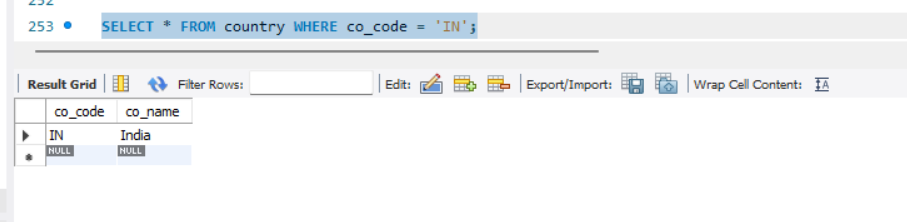 252
253 SELECT * FROM country WHERE co_code = 'IN';
Result Grid Filter Rows: Edit: Export/Import: Wrap Cell Content: IA
co_code co_name
IN India
NULL NULL